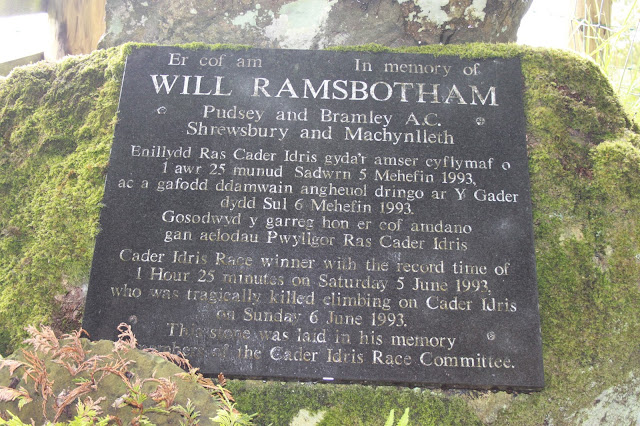 Er cof am In memory of
WILL RAMSBOTHAM
Pudsey and Bramley A.C.
Shrewsbury and Machynlleth
Enillydd Ras Cader Idris gyda'r amser cyflymaf o
1 awr 25 munud Sadwrn 5 Mehefin 1993,
ac a gafodd ddamwain angheuol dringo ar Y Gader
dydd Sul 6 Mehefin 1993.
Gosodwyd y garreg hon er cof amdano
gan aelodau Pwyllgor Ras Cader Idris
Cader Idris Race winner with the record time of
1 Hour 25 minutes on Saturday 5 June 1993,
who was tragically killed climbing on Cader Idris
on Sunday 6 June 1993.
This stone was laid in his memory
of the Cader Idris Race Committee.